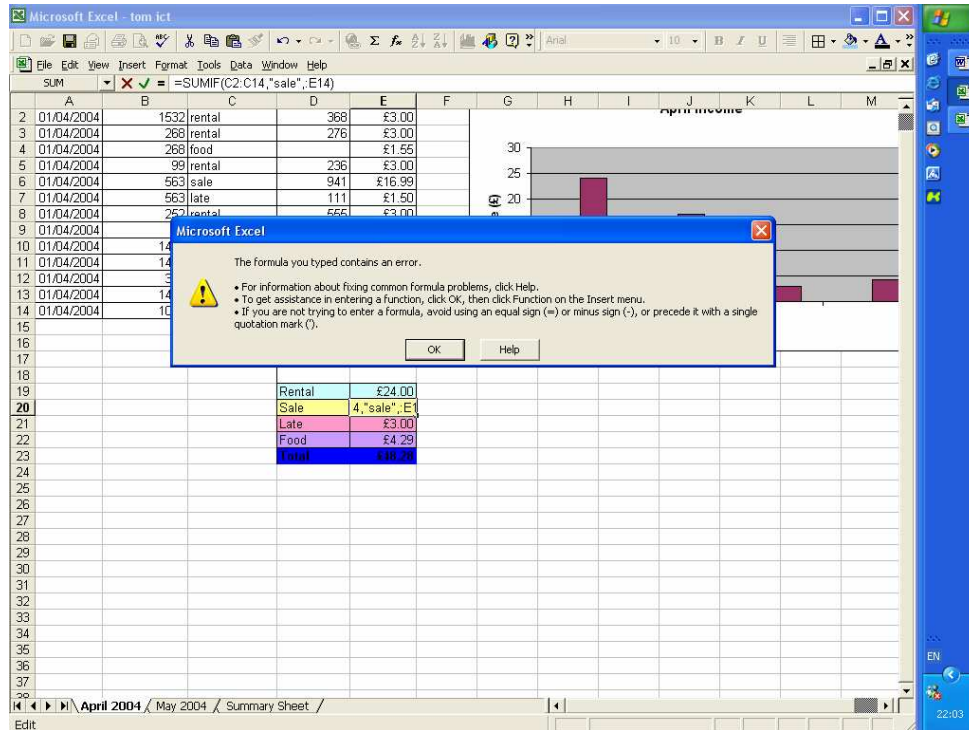 Microsoft Excel - tom ict
Arial 10 B I U
File Edit View Insert Format Tools Data Window Help
SUM =SUMIF(C2:C14,"sale",:E14)
A B C D E F G H I J K L M
2 01/04/2004 1532 rental 368 £3.00
3 01/04/2004 268 rental 276 £3.00
4 01/04/2004 268 food £1.55
5 01/04/2004 99 rental 236 £3.00
6 01/04/2004 563 sale 941 £16.99
7 01/04/2004 563 late 111 £1.50
8 01/04/2004 252 rental 555 £3.00
9 01/04/2004
10 01/04/2004 14
11 01/04/2004 14
12 01/04/2004 3
13 01/04/2004 14
14 01/04/2004 10
15
16
17
18
19 Rental £24.00
20 Sale 4,"sale",:E1
21 Late £3.00
22 Food £4.29
23 Total
24
25
26
27
28
29
30
31
32
33
34
35
36
37
April Income
30
25
20
Microsoft Excel
The formula you typed contains an error.
• For information about fixing common formula problems, click Help.
• To get assistance in entering a function, click OK, then click Function on the Insert menu.
• If you are not trying to enter a formula, avoid using an equal sign (=) or minus sign (-), or precede it with a single
quotation mark (').
OK Help
April 2004 / May 2004 / Summary Sheet /
Edit
EN
22:03